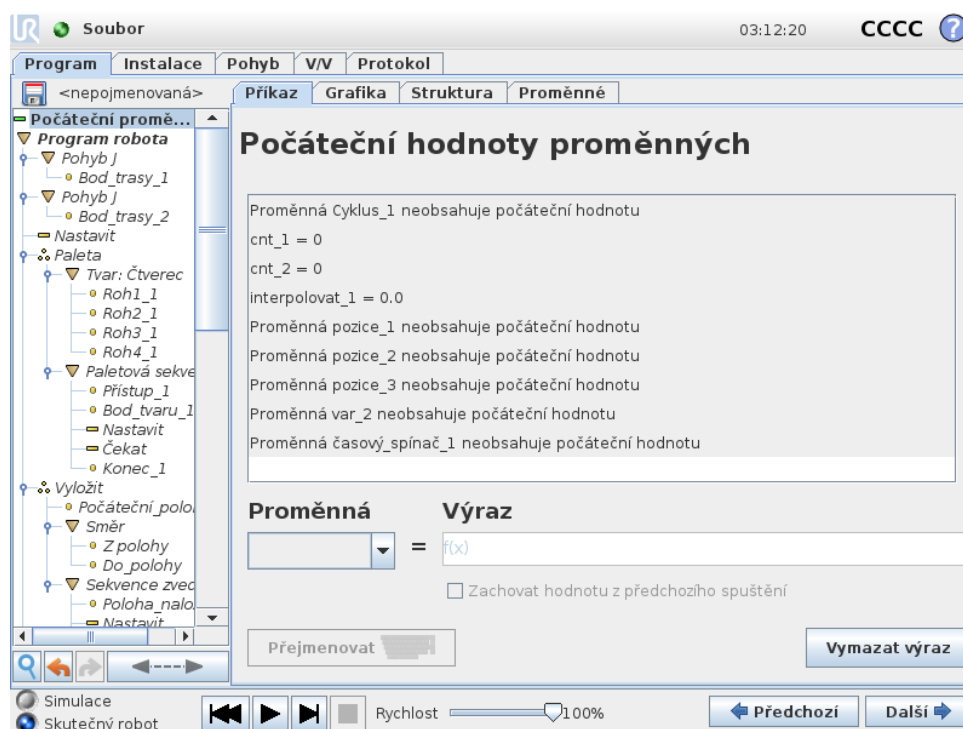 UR Soubor 03:12:20 CCCC ?
Program Instalace Pohyb V/V Protokol
<nepojmenovaná> Příkaz Grafika Struktura Proměnné
Počáteční promě...
Program robota
Pohyb J
Bod_trasy_1
Pohyb J
Bod_trasy_2
Nastavit
Paleta
Tvar: Čtverec
Roh1_1
Roh2_1
Roh3_1
Roh4_1
Paletová sekve
Přístup_1
Bod_tvaru_1
Nastavit
Čekat
Konec_1
Vyložit
Počáteční_polo
Směr
Z_polohy
Do_polohy
Sekvence zved
Poloha_nalo
Nastavit
Počáteční hodnoty proměnných
Proměnná Cyklus_1 neobsahuje počáteční hodnotu
cnt_1 = 0
cnt_2 = 0
interpolovat_1 = 0.0
Proměnná pozice_1 neobsahuje počáteční hodnotu
Proměnná pozice_2 neobsahuje počáteční hodnotu
Proměnná pozice_3 neobsahuje počáteční hodnotu
Proměnná var_2 neobsahuje počáteční hodnotu
Proměnná časový_spínač_1 neobsahuje počáteční hodnotu
Proměnná Výraz
= f(x)
Zachovat hodnotu z předchozího spuštění
Přejmenovat Vymazat výraz
Simulace
Skutečný robot
Rychlost 100% Předchozí Další